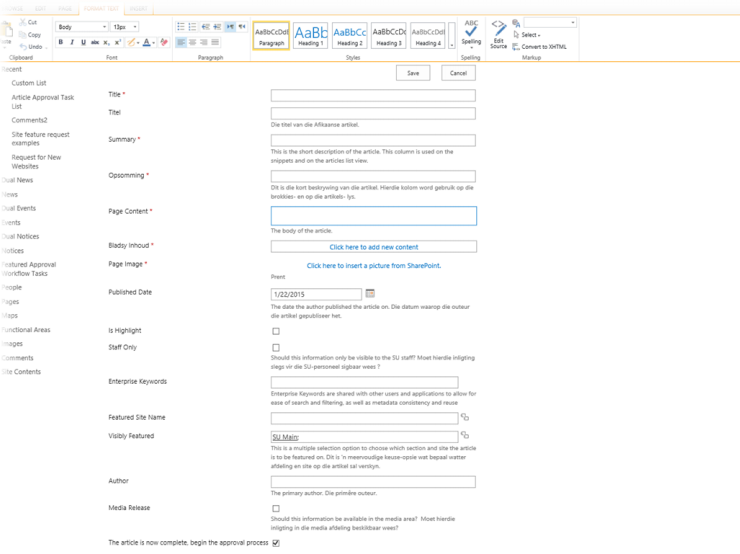 FORMAT TEXT
Cut
Copy
Undo
Clipboard
Body
13px
B I U abc x, x²
Font
Paragraph
AaBbCcDdI
Paragraph
AaBb
Heading 1
AaBbCc
Heading 2
AaBbCcDc
Heading 3
AaBbCcDdI
Heading 4
Styles
ABC
Spelling
Spelling
Edit
Source
Select
Convert to XHTML
Markup
Recent
Custom List
Article Approval Task
List
Comments2
Site feature request
examples
Request for New
Websites
Dual News
News
Dual Events
Events
Dual Notices
Notices
Featured Approval
Workflow Tasks
People
Pages
Maps
Functional Areas
Images
Comments
Site Contents
Save
Cancel
Title *
Titel
Die titel van die Afrikaanse artikel.
Summary *
This is the short description of the article. This column is used on the
snippets and on the articles list view.
Opsomming *
Dit is die kort beskrywing van die artikel. Hierdie kolom word gebruik op die
brokkies- en op die artikels- lys.
Page Content *
The body of the article.
Bladsy Inhoud *
Click here to add new content
Page Image *
Click here to insert a picture from SharePoint.
Prent
Published Date
1/22/2015
The date the author published the article on. Die datum waarop die outeur
die artikel gepubliseer het.
Is Highlight
Staff Only
Should this information only be visible to the SU staff? Moet hierdie inligting
slegs vir die SU-personeel sigbaar wees ?
Enterprise Keywords
Enterprise Keywords are shared with other users and applications to allow for
ease of search and filtering, as well as metadata consistency and reuse
Featured Site Name
Visibly Featured
SU Main;
This is a multiple selection option to choose which section and site the article
is to be featured on. Dit is 'n meervoudige keuse-opsie wat bepaal watter
afdeling en site op die artikel sal verskyn.
Author
The primary author. Die primêre outeur.
Media Release
Should this information be available in the media area? Moet hierdie
inligting in die media afdeling beskikbaar wees?
The article is now complete, begin the approval process